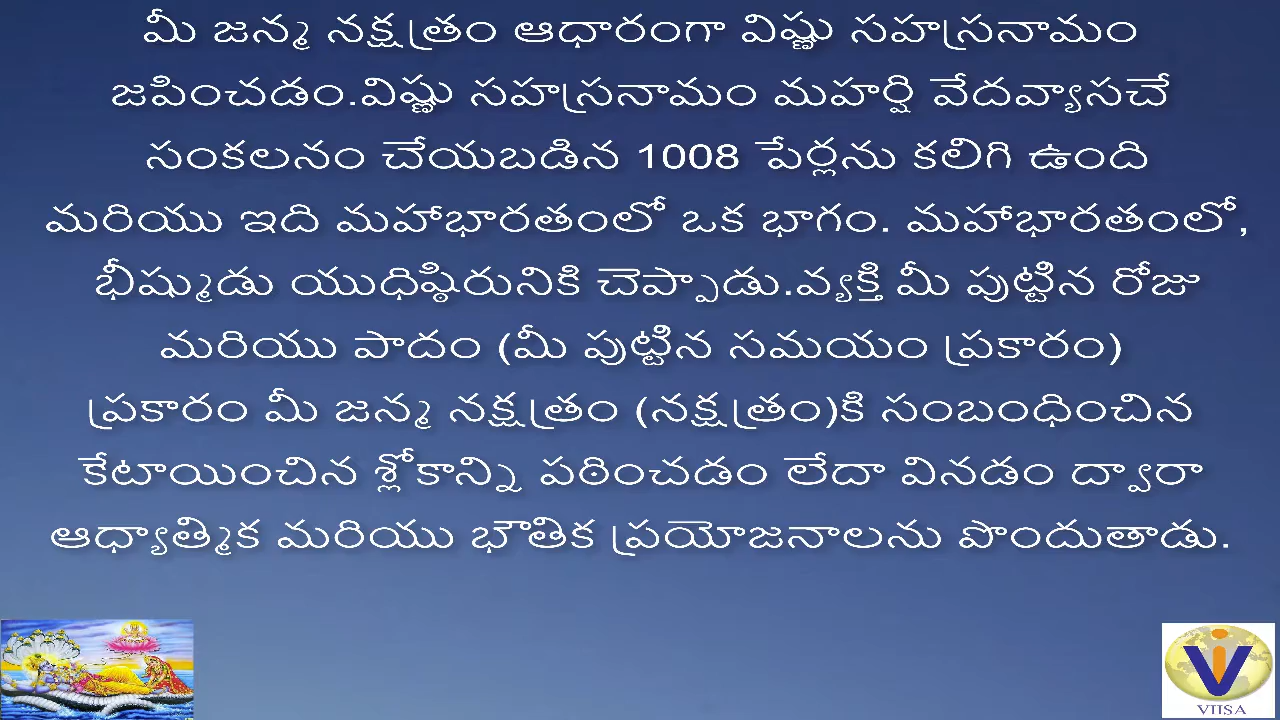 మీ జన్మ నక్షత్రం ఆధారంగా విష్ణు సహస్రనామం
జపించడం.విష్ణు సహస్రనామం మహర్షి వేదవ్యాసచే
సంకలనం చేయబడిన 1008 పేర్లను కలిగి ఉంది
మరియు ఇది మహాభారతంలో ఒక భాగం. మహాభారతంలో,
భీష్ముడు యుధిష్ఠిరునికి చెప్పాడు.వ్యక్తి మీ పుట్టిన రోజు
మరియు పాదం (మీ పుట్టిన సమయం ప్రకారం)
ప్రకారం మీ జన్మ నక్షత్రం (నక్షత్రం)కి సంబంధించిన
కేటాయించిన శ్లోకాన్ని పఠించడం లేదా వినడం ద్వారా
ఆధ్యాత్మిక మరియు భౌతిక ప్రయోజనాలను పొందుతాడు.
VIISA